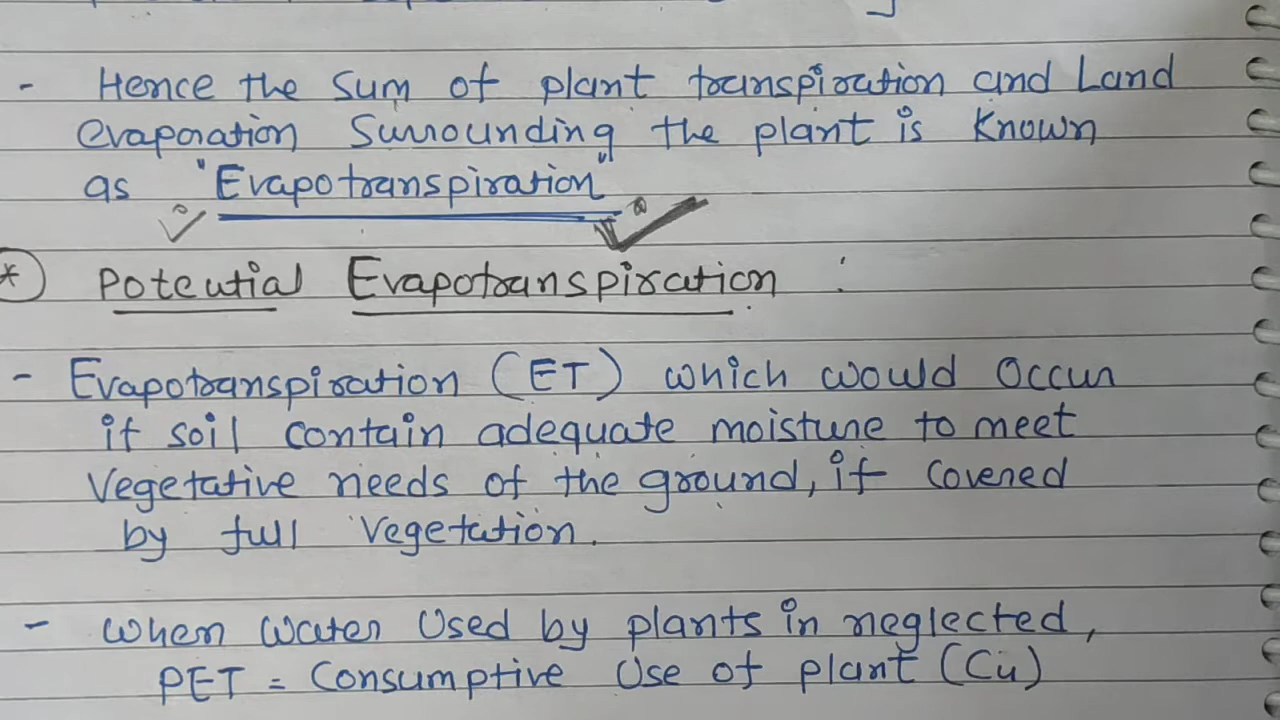 - Hence the sum of plant transpiration and Land
evaporation Surrounding the plant is Known
as "Evapotranspiration"
* Potential Evapotranspiration :
- Evapotranspiration (ET) which would Occur
if soil contain adequate moisture to meet
Vegetative needs of the ground, if covered
by full Vegetation.
- When Water Used by plants in neglected,
PET = Consumptive Use of plant (Cu)